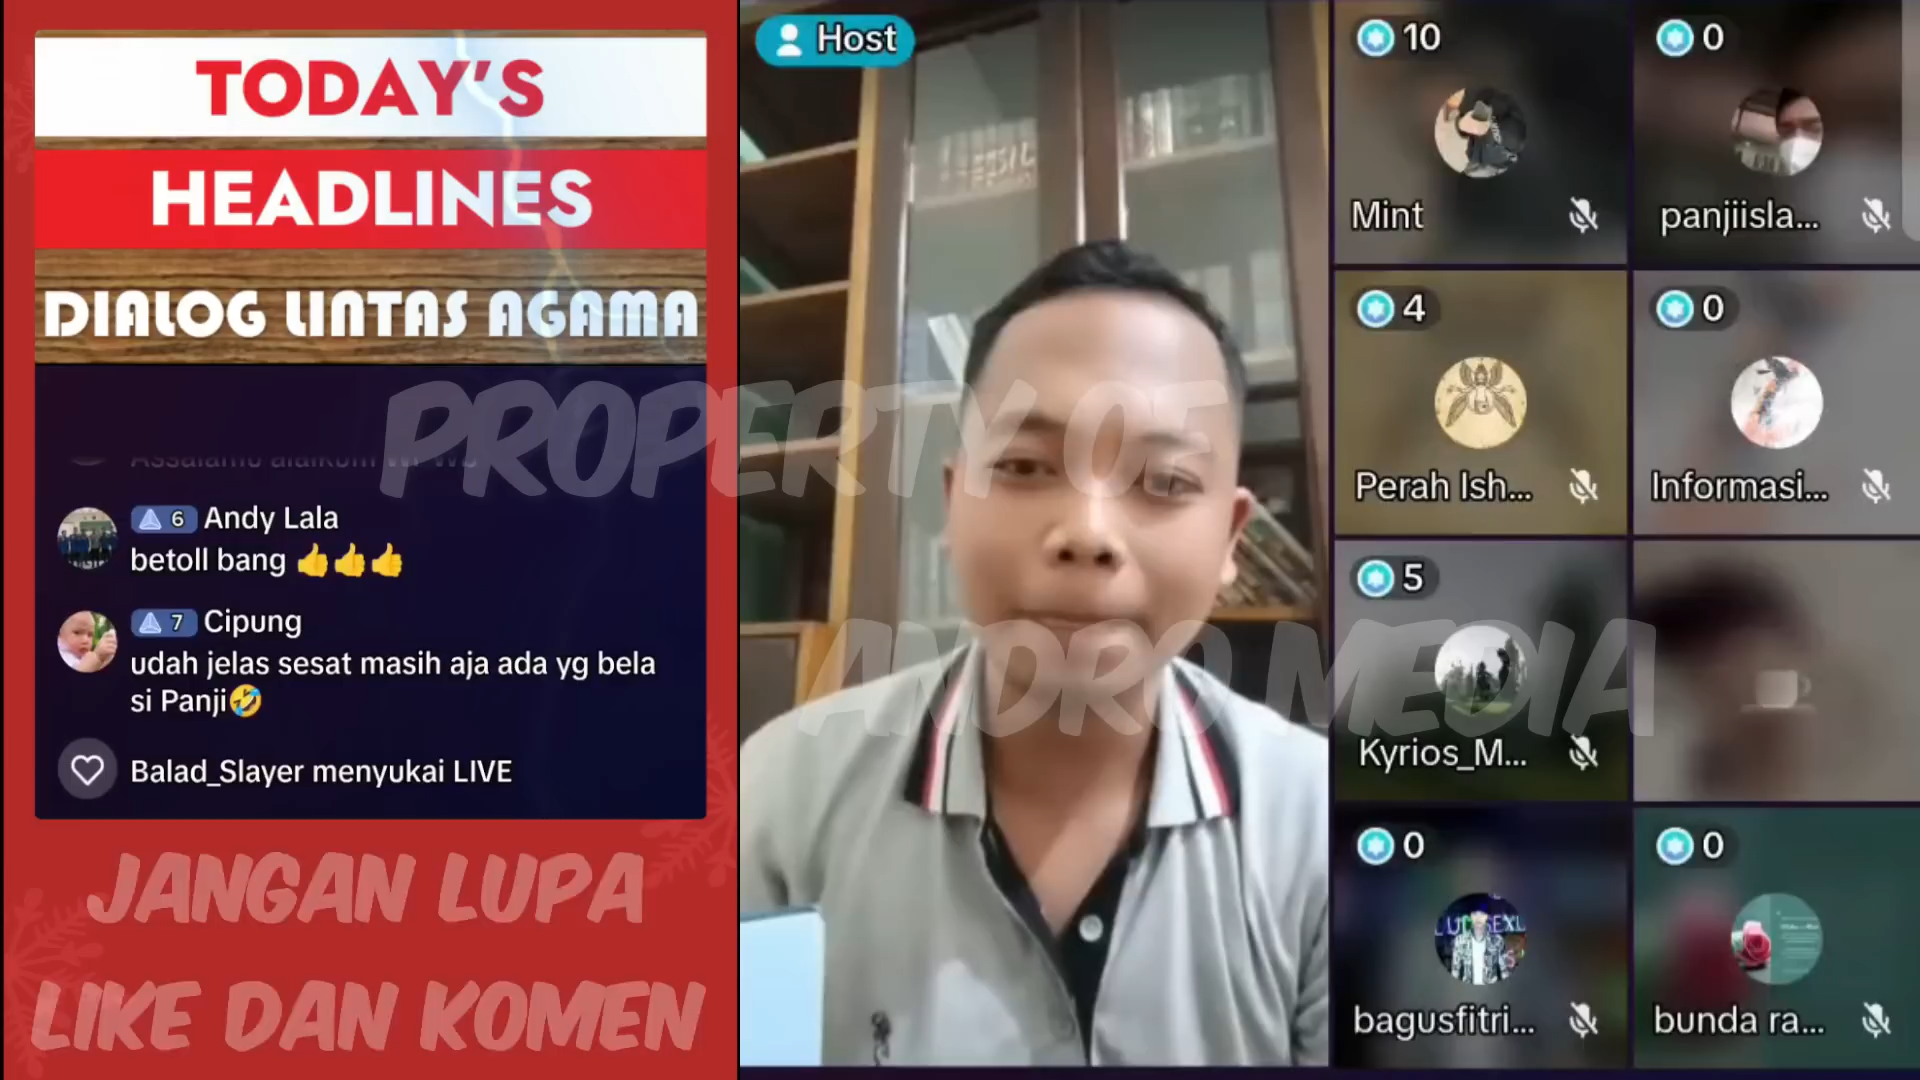 TODAY'S
HEADLINES
DIALOG LINTAS AGAMA
6 Andy Lala
betoll bang 👍👍👍
7 Cipung
udah jelas sesat masih aja ada yg bela
si Panji🤣
Balad_Slayer menyukai LIVE
JANGAN LUPA
LIKE DAN KOMEN
PROPERTY OF
ANDRO MEDIA
Host
10
Mint
0
panjiisla...
4
Perah Ish...
0
Informasi...
5
Kyrios_M...
0
bagusfitri...
0
bunda ra...